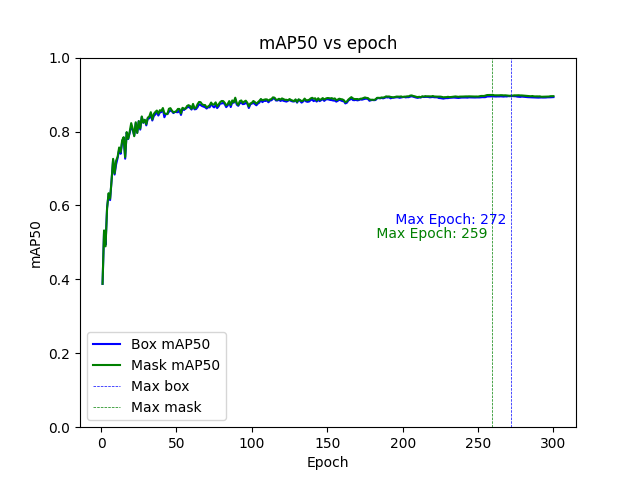 mAP50 vs epoch
mAP50
1.0
0.8
0.6
0.4
0.2
0.0
Max Epoch: 272
Max Epoch: 259
Box mAP50
Mask mAP50
Max box
Max mask
0 50 100 150 200 250 300
Epoch